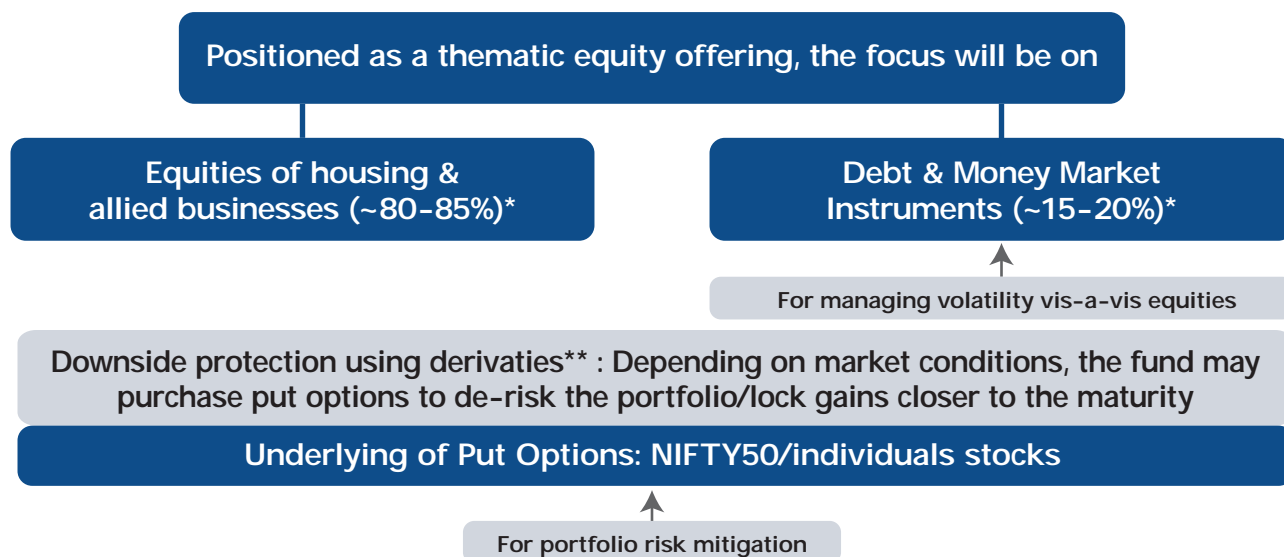 Positioned as a thematic equity offering, the focus will be on
Equities of housing &
allied businesses (~80-85%)*
Debt & Money Market
Instruments (~15-20%)*
For managing volatility vis-a-vis equities
Downside protection using derivaties** : Depending on market conditions, the fund may
purchase put options to de-risk the portfolio/lock gains closer to the maturity
Underlying of Put Options: NIFTY50/individuals stocks
For portfolio risk mitigation